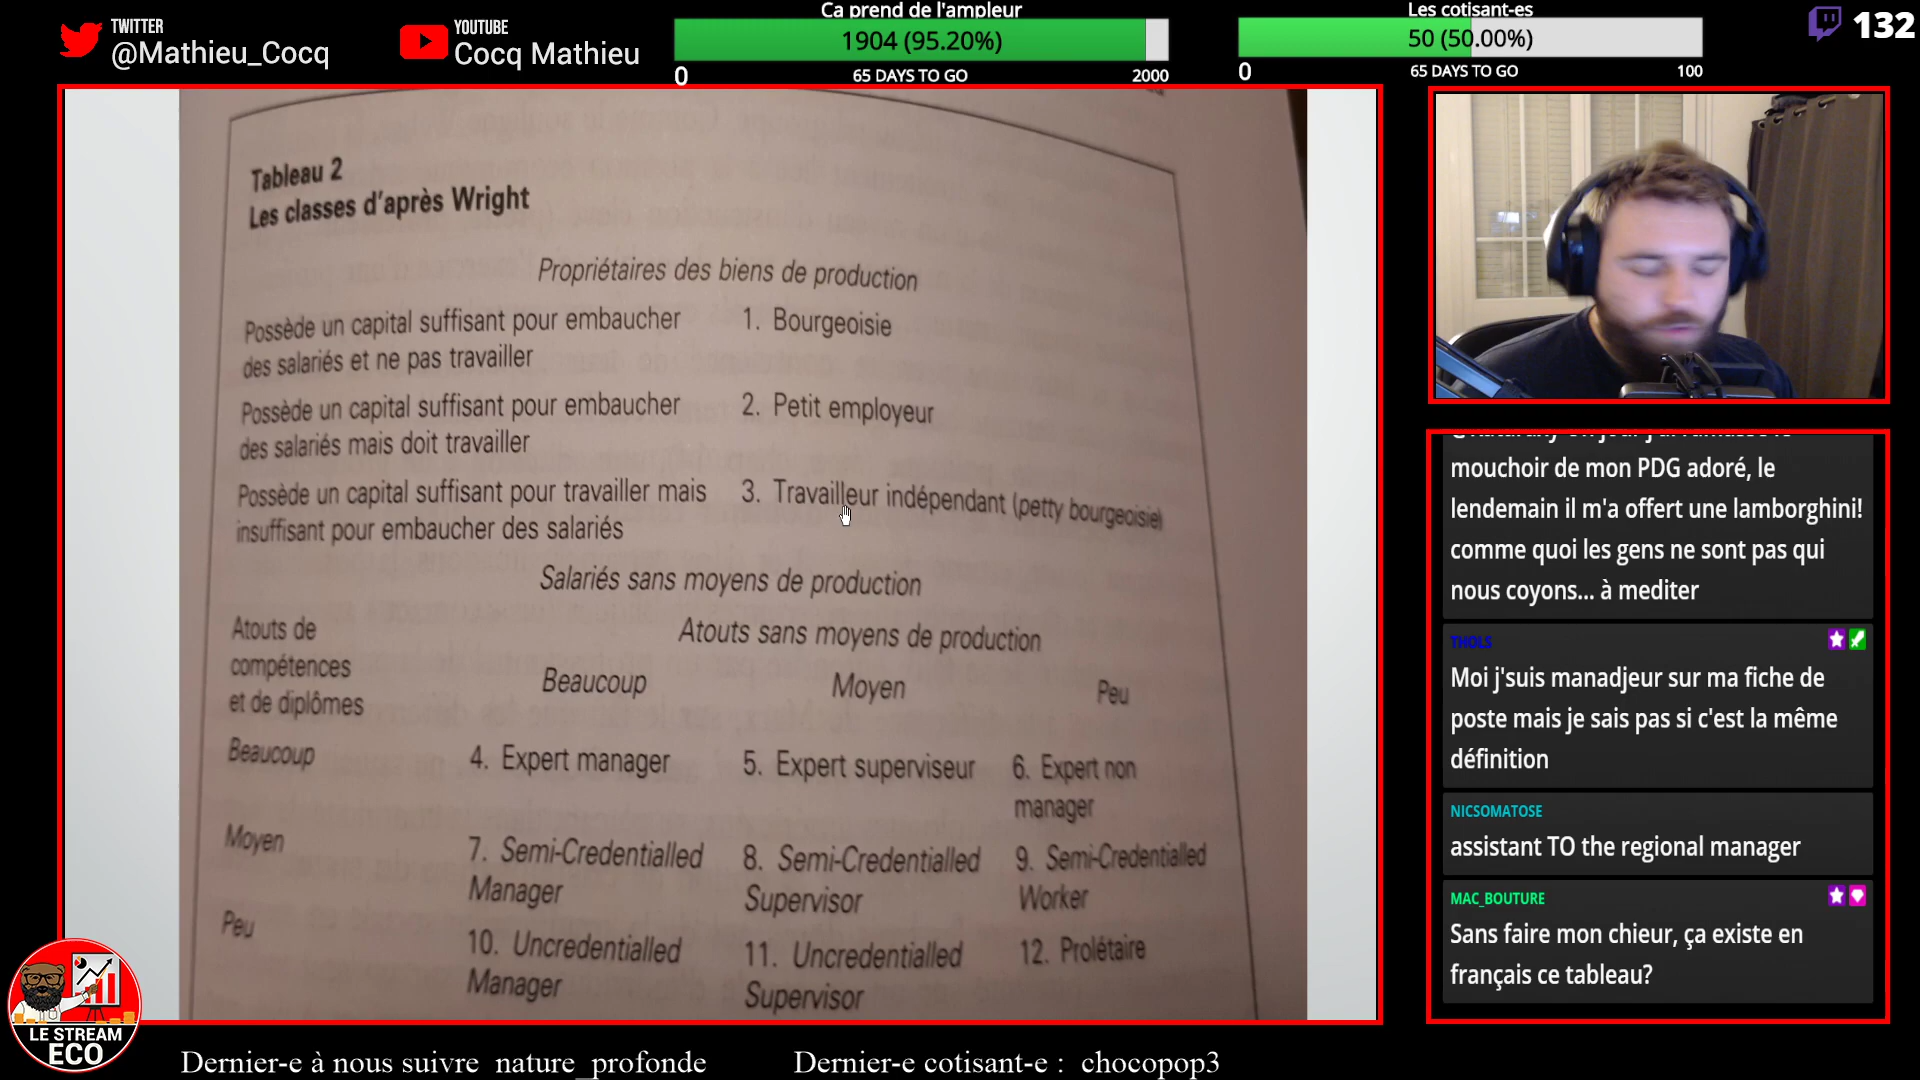 TWITTER
@Mathieu_Cocq
YOUTUBE
Cocq Mathieu
Ca prend de l'ampleur
1904 (95.20%)
0 65 DAYS TO GO 2000
Les cotisant-es
50 (50.00%)
0 65 DAYS TO GO 100
132
Tableau 2
Les classes d'après Wright
Propriétaires des biens de production
Possède un capital suffisant pour embaucher 1. Bourgeoisie
des salariés et ne pas travailler
Possède un capital suffisant pour embaucher 2. Petit employeur
des salariés mais doit travailler
Possède un capital suffisant pour travailler mais 3. Travailleur indépendant (petty bourgeoisie)
insuffisant pour embaucher des salariés
Salariés sans moyens de production
Atouts de Atouts sans moyens de production
compétences
et de diplômes Beaucoup Moyen Peu
Beaucoup 4. Expert manager 5. Expert superviseur 6. Expert non
manager
Moyen 7. Semi-Credentialled 8. Semi-Credentialled 9. Semi-Credentialled
Manager Supervisor Worker
Peu 10. Uncredentialled 11. Uncredentialled 12. Prolétaire
Manager Supervisor
mouchoir de mon PDG adoré, le
lendemain il m'a offert une lamborghini!
comme quoi les gens ne sont pas qui
nous coyons... à mediter
THOLS
Moi j'suis manadjeur sur ma fiche de
poste mais je sais pas si c'est la même
définition
NICSOMATOSE
assistant TO the regional manager
MAC_BOUTURE
Sans faire mon chieur, ça existe en
français ce tableau?
LE STREAM
ECO
Dernier-e à nous suivre nature_profonde
Dernier-e cotisant-e : chocopop3